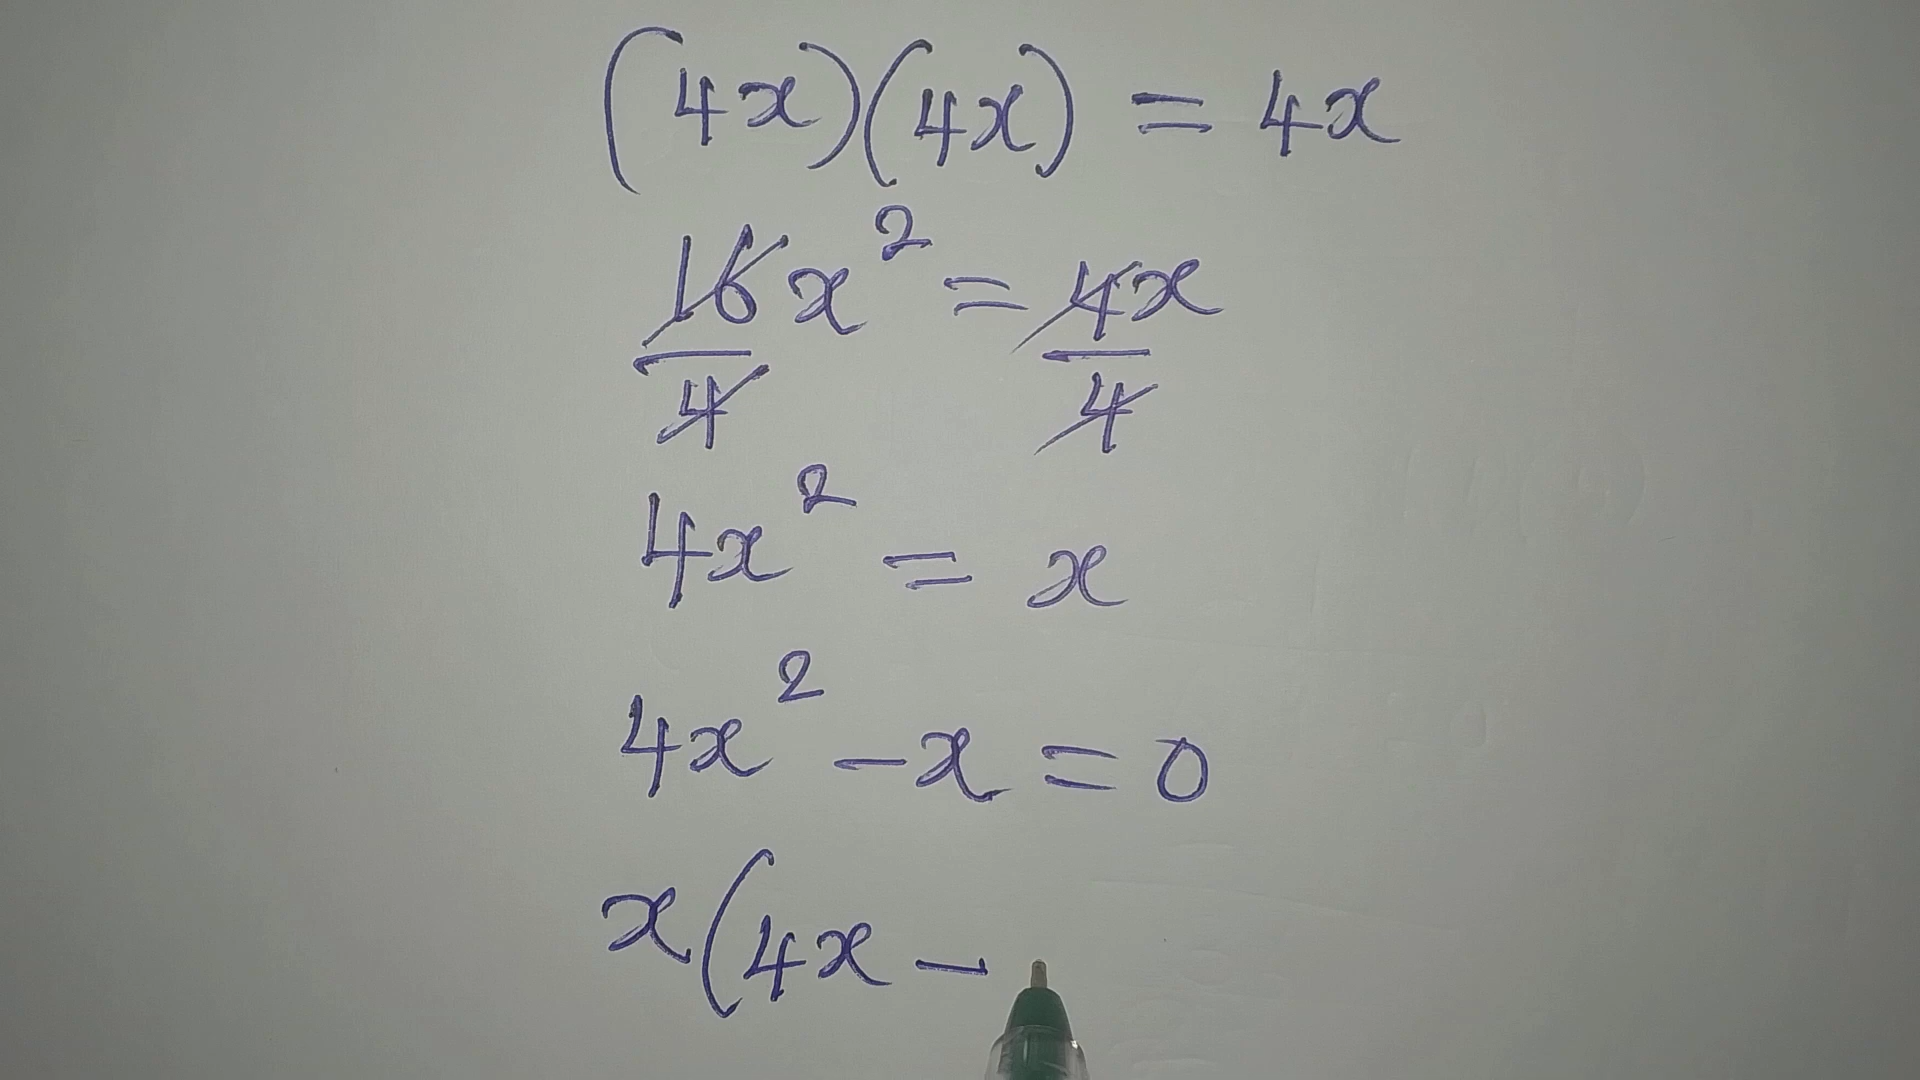 (4x)(4x) = 4x
16x² = 4x
4 4
4x² = x
4x² - x = 0
x(4x -